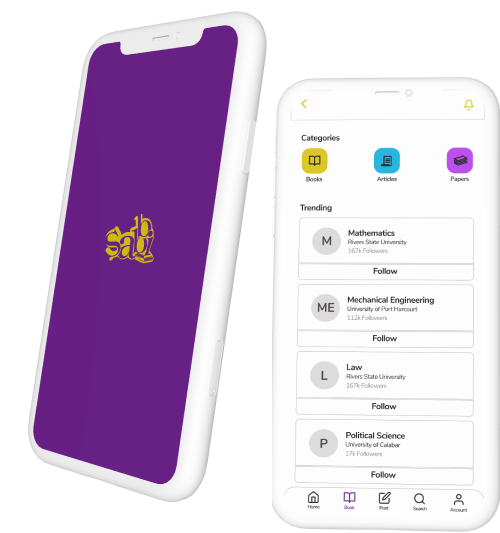 sabi
Categories
Books
Articles
Papers
Trending
M
Mathematics
Rivers State University
167k Followers
Follow
ME
Mechanical Engineering
University of Port Harcourt
112k Followers
Follow
L
Law
Rivers State University
167k Followers
Follow
P
Political Science
University of Calabar
17k Followers
Follow
Home
Book
Post
Search
Account